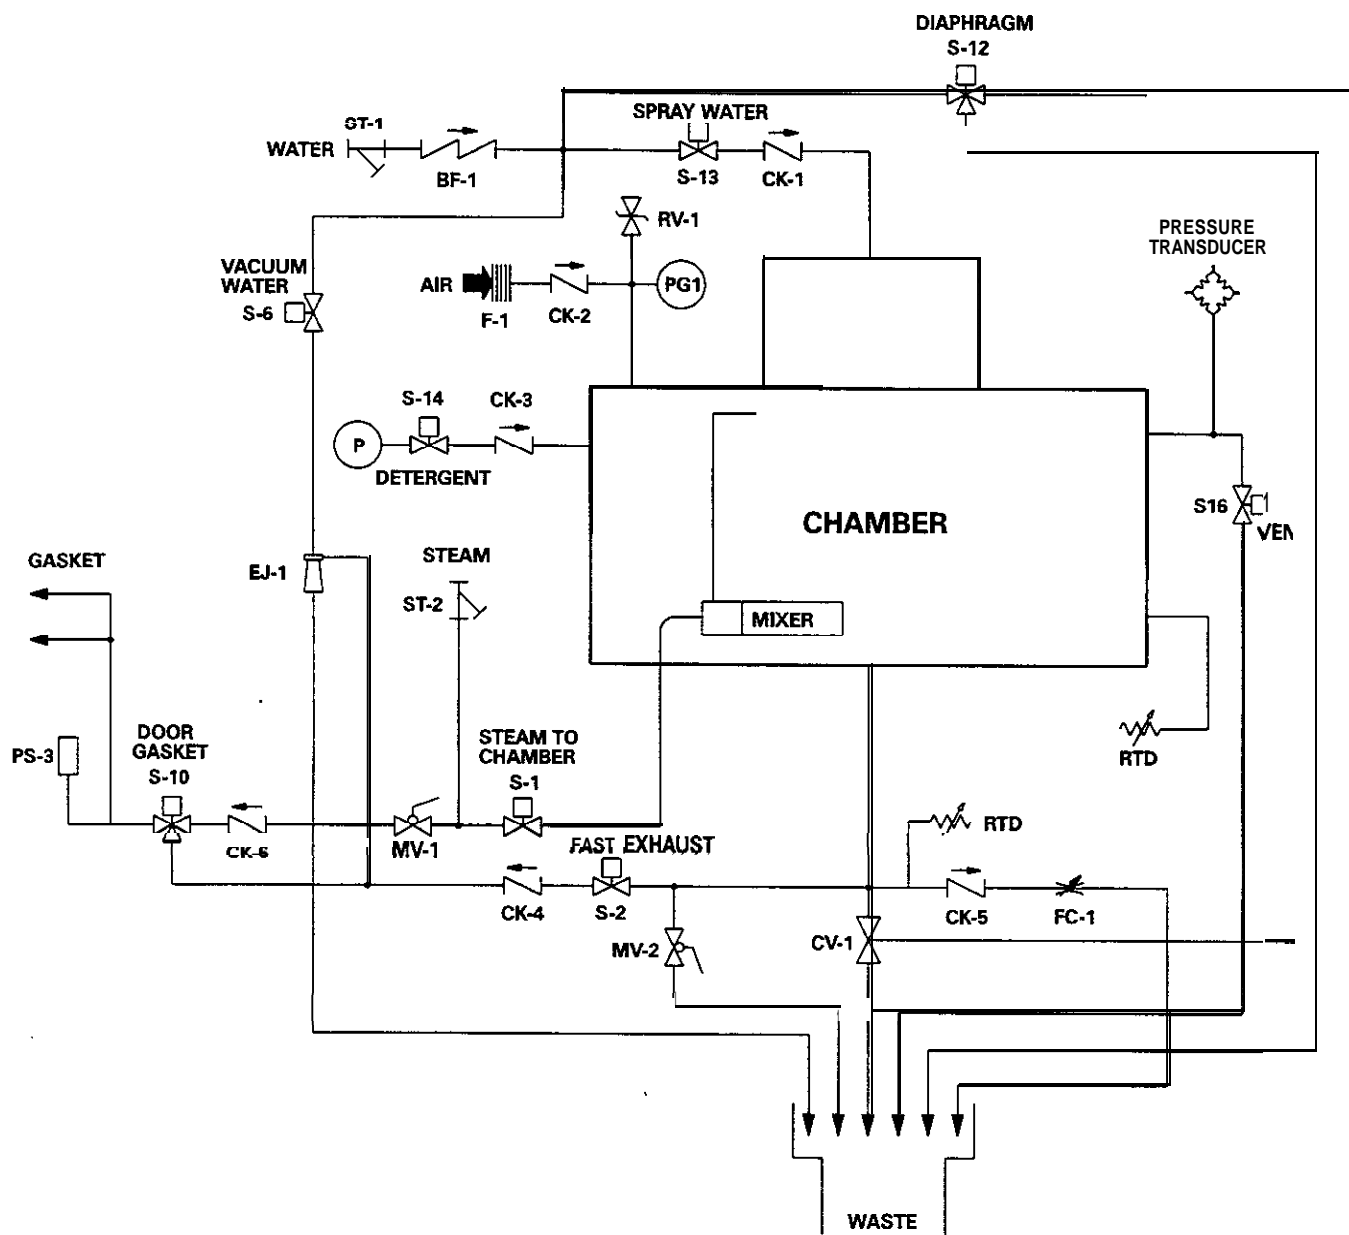 DIAPHRAGM
S-12
SPRAY WATER
ST-1
WATER
BF-1
S-13
CK-1
RV-1
PRESSURE
TRANSDUCER
VACUUM
WATER
S-6
AIR
F-1
CK-2
PG1
S-14
CK-3
P
DETERGENT
CHAMBER
S16
VEN
GASKET
EJ-1
STEAM
ST-2
MIXER
PS-3
DOOR
GASKET
S-10
STEAM TO
CHAMBER
S-1
RTD
CK-6
MV-1
FAST EXHAUST
RTD
CK-4
S-2
MV-2
CV-1
CK-5
FC-1
WASTE